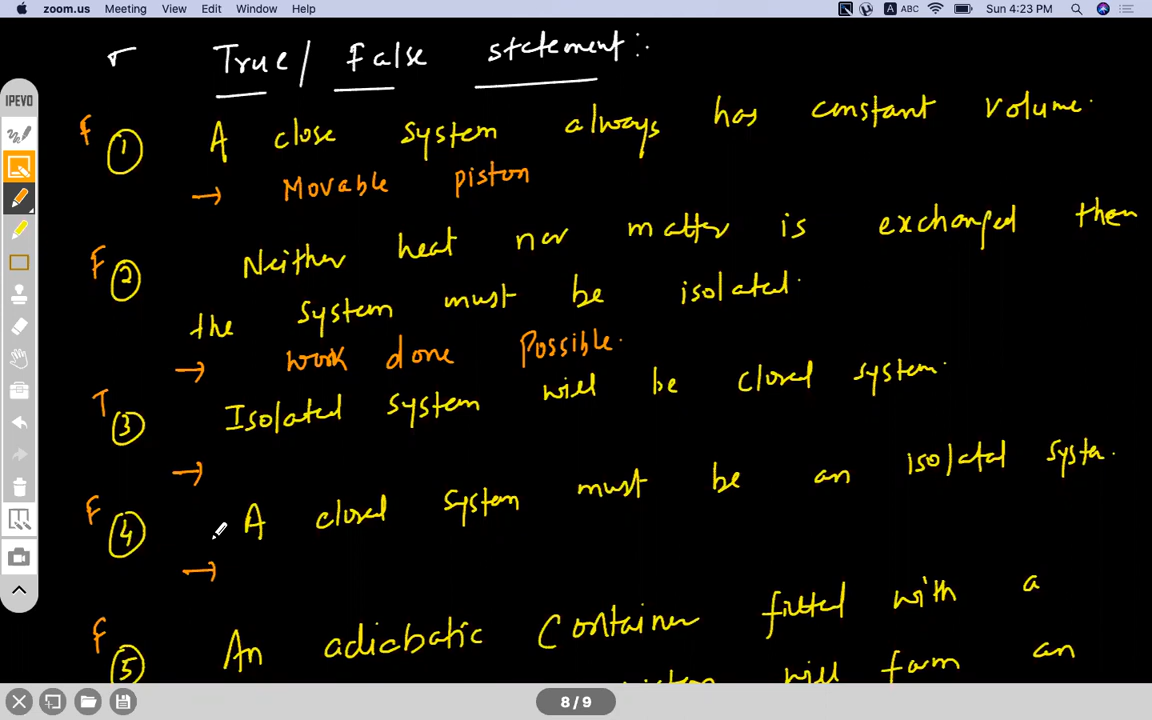 zoom.us Meeting View Edit Window Help ABC Sun 4:23 PM
IPEVO
True/ False statement:
F 1 A close system always has constant volume.
→ Movable piston
F 2 Neither heat nor matter is exchanged then
the system must be isolated.
→ work done possible.
T 3 Isolated system will be closed system.
→
F 4 A closed system must be an isolated system.
→
F 5 An adiabatic Container fitted with a
piston will form an
8 / 9